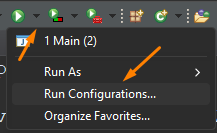 1 Main (2)
Run As
Run Configurations...
Organize Favorites...